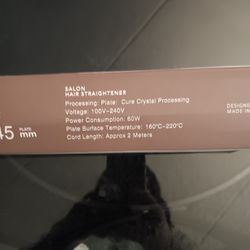 SALON
HAIR STRAIGHTENER
Processing: Plate: Cure Crystal Processing
Voltage: 100V~240V
Power Consumption: 60W
Plate Surface Temperature: 160°C~220°C
Cord Length: Approx 2 Meters
45 PLATE
mm
DESIGNE
MADE IN